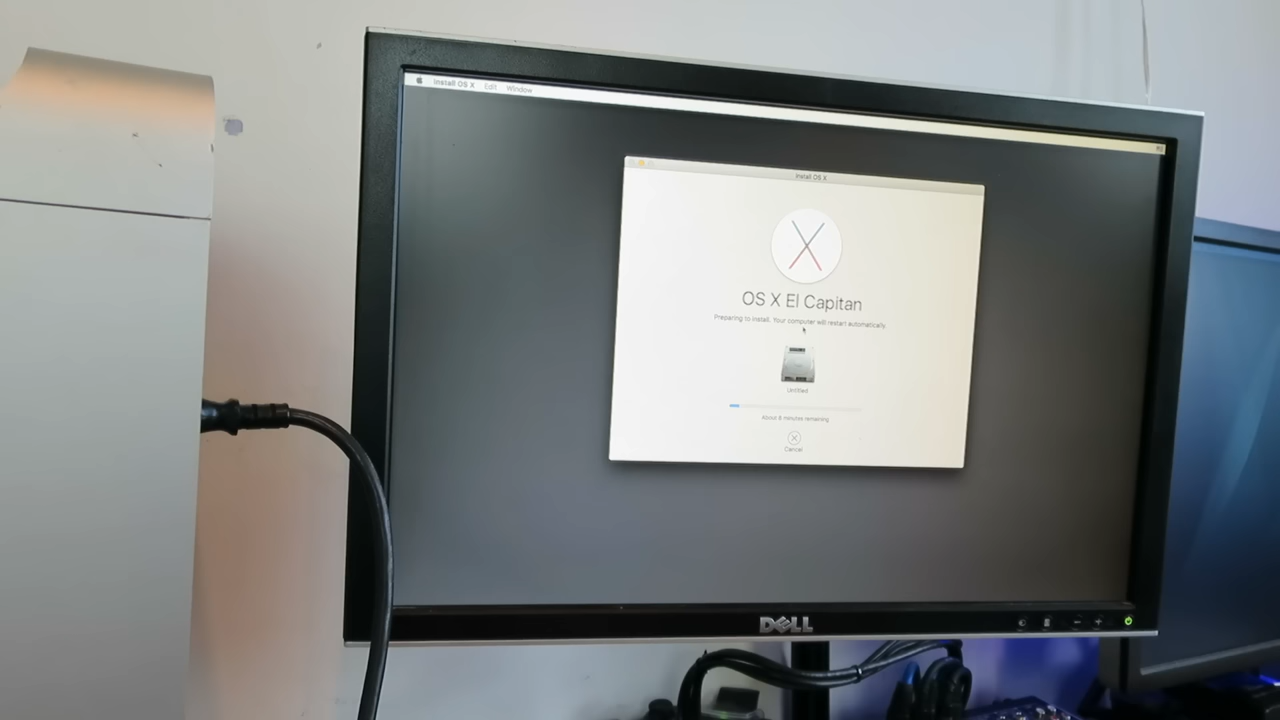 Install OS X Edit Window
Install OS X
OS X El Capitan
Preparing to install. Your computer will restart automatically.
Untitled
About 8 minutes remaining
Cancel
DELL